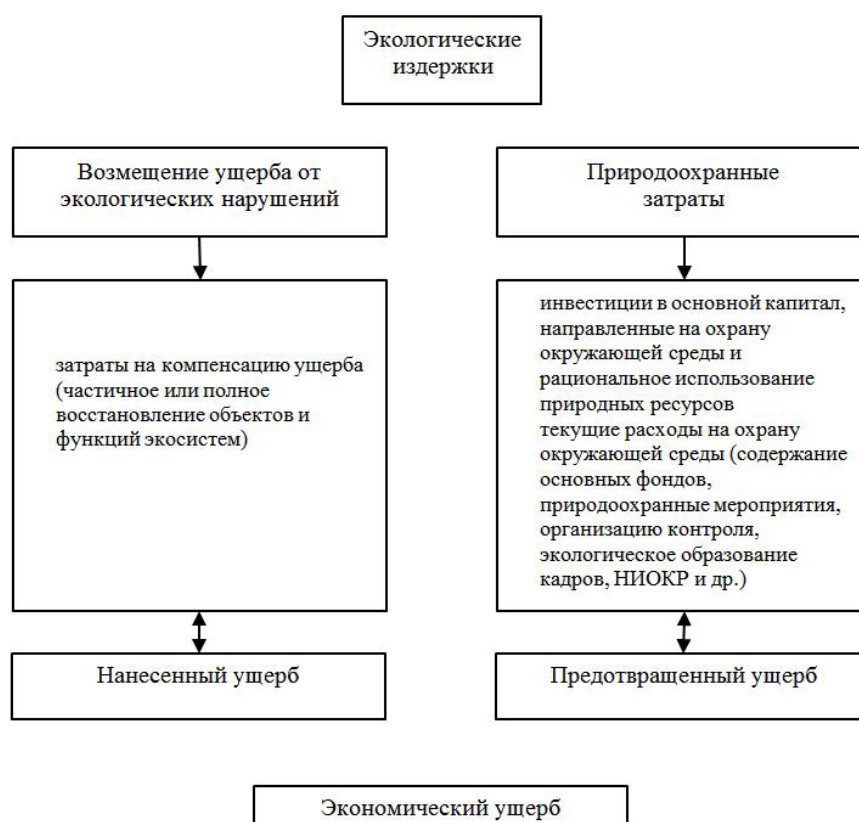 Экологические
издержки
Возмещение ущерба от
экологических нарушений
Природоохранные
затраты
затраты на компенсацию ущерба
(частичное или полное
восстановление объектов и
функций экосистем)
инвестиции в основной капитал,
направленные на охрану
окружающей среды и
рациональное использование
природных ресурсов
текущие расходы на охрану
окружающей среды (содержание
основных фондов,
природоохранные мероприятия,
организацию контроля,
экологическое образование
кадров, НИОКР и др.)
Нанесенный ущерб
Предотвращенный ущерб
Экономический ущерб